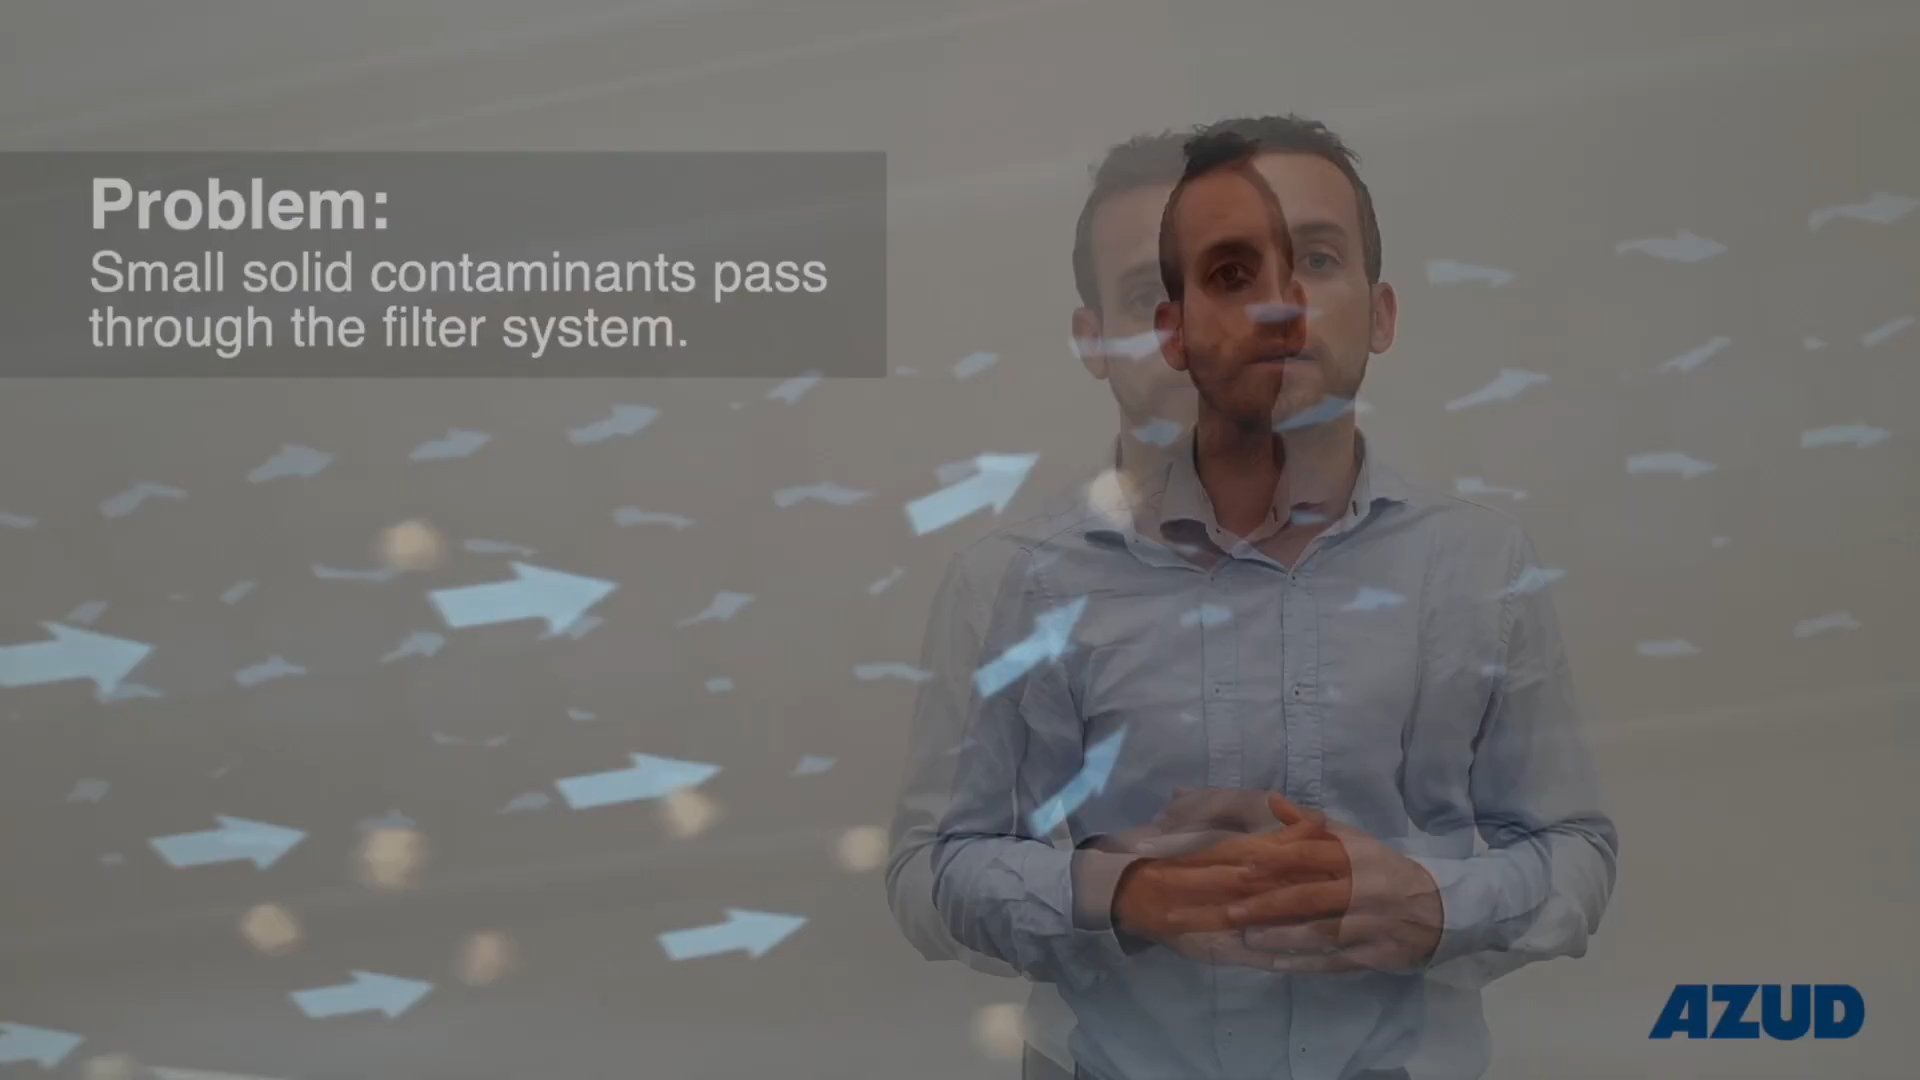 Problem:
Small solid contaminants pass
through the filter system.
AZUD